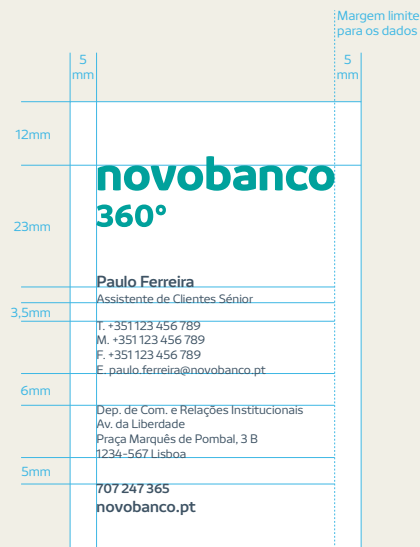 Margem limite
para os dados
5
mm
5
mm
12mm
novobanco
360°
23mm
Paulo Ferreira
Assistente de Clientes Sénior
3,5mm
T. +351 123 456 789
M. +351 123 456 789
F. +351 123 456 789
E. paulo.ferreira@novobanco.pt
6mm
Dep. de Com. e Relações Institucionais
Av. da Liberdade
Praça Marquês de Pombal, 3 B
1234-567 Lisboa
5mm
707 247 365
novobanco.pt